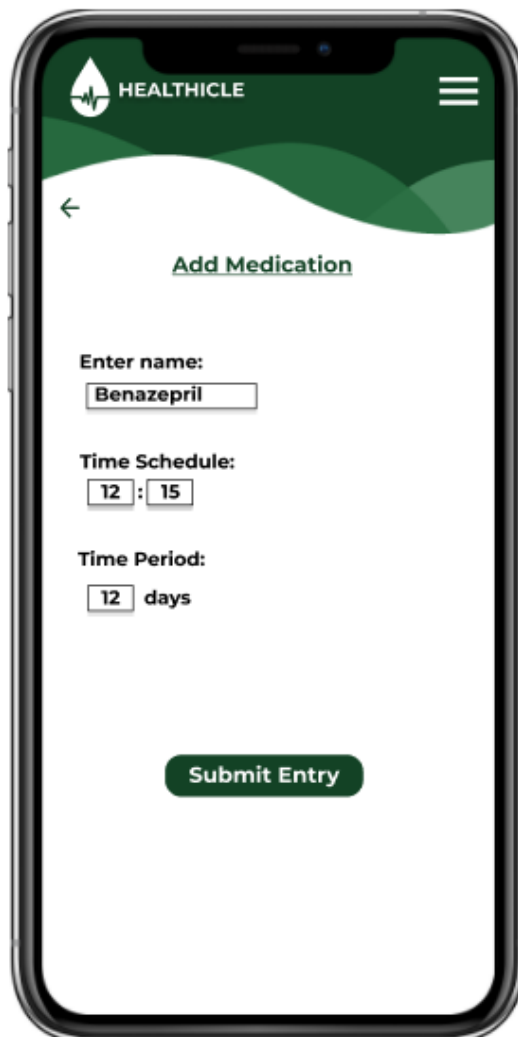 HEALTHICLE
Add Medication
Enter name:
Benazepril
Time Schedule:
12 : 15
Time Period:
12 days
Submit Entry